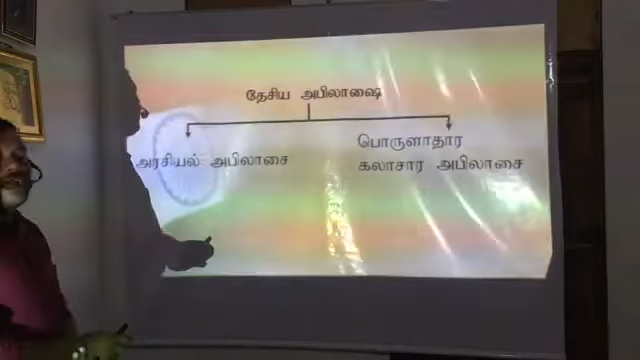 தேசிய அபிலாஷை
அரசியல் அபிலாசை
பொருளாதார
கலாசார அபிலாசை